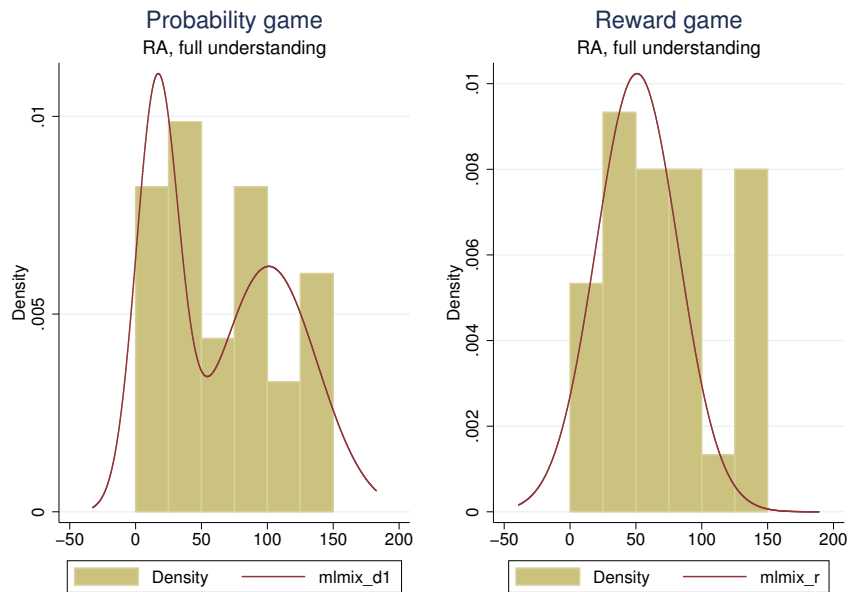 Probability game
RA, full understanding
Density
0
.005
.01
−50
0
50
100
150
200
Density
mlmix_d1
Reward game
RA, full understanding
Density
0
.002
.004
.006
.008
.01
−50
0
50
100
150
200
Density
mlmix_r